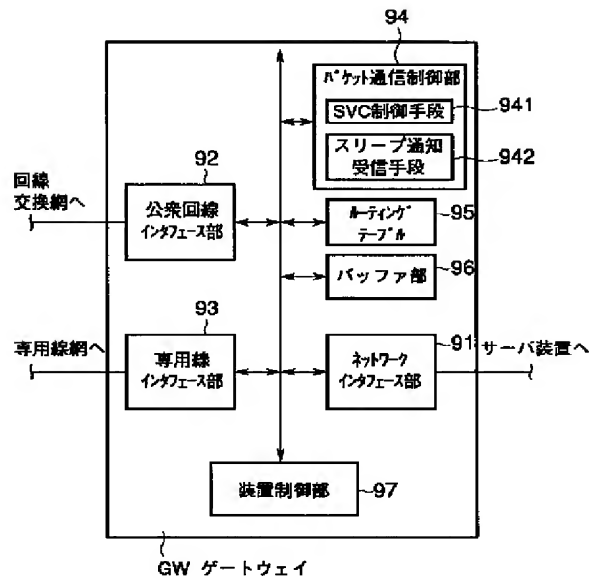 94
パケット通信制御部
SVC制御手段
941
スリープ通知
受信手段
942
92
回線
交換網へ
公衆回線
インタフェース部
ルーティング
テーブル
95
バッファ部
96
93
専用線網へ
専用線
インタフェース部
ネットワーク
インタフェース部
91
サーバ装置へ
装置制御部
97
GW ゲートウェイ